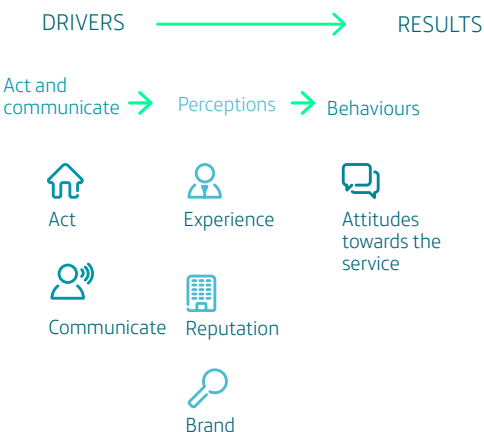 DRIVERS
RESULTS
Act and
communicate
Perceptions
Behaviours
Act
Experience
Attitudes
towards the
service
Communicate
Reputation
Brand